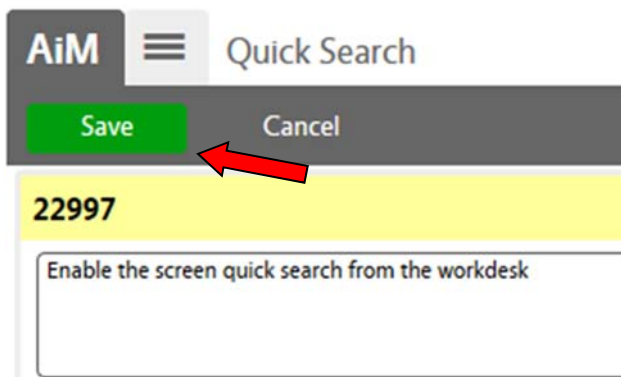 AiM Quick Search
Save Cancel
22997
Enable the screen quick search from the workdesk